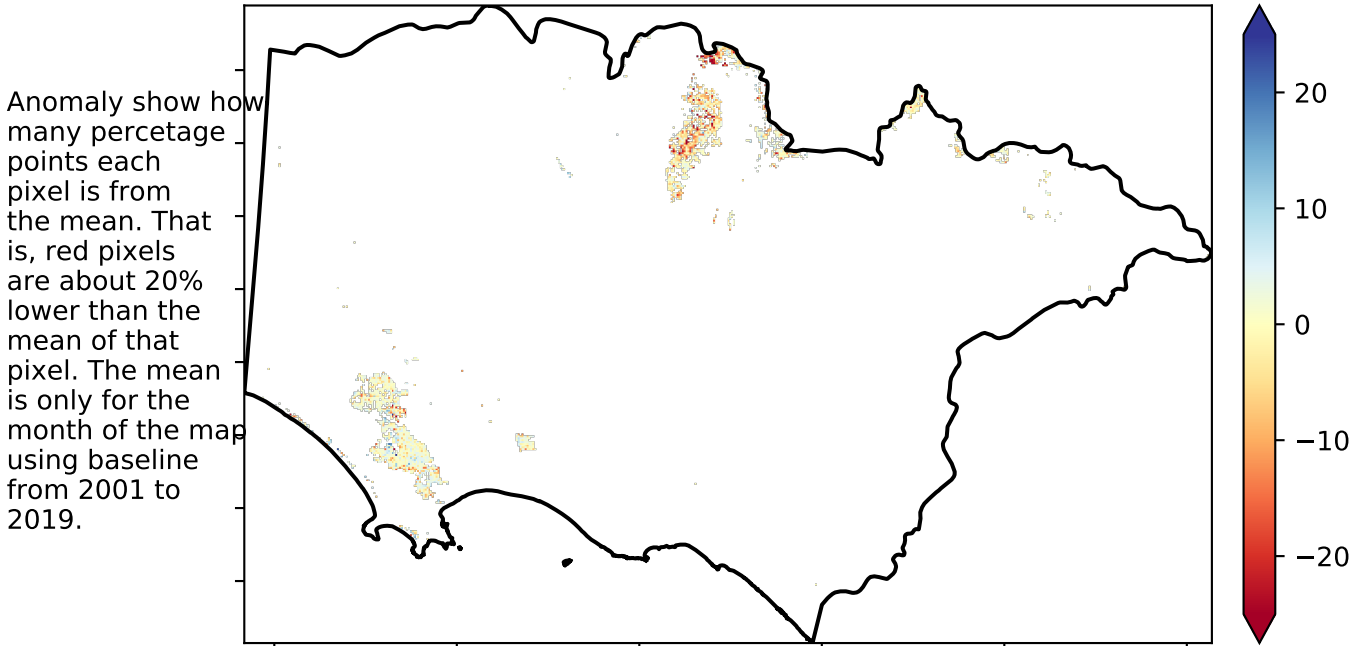 Anomaly show how
many percetage
points each
pixel is from
the mean. That
is, red pixels
are about 20%
lower than the
mean of that
pixel. The mean
is only for the
month of the map
using baseline
from 2001 to
2019.
20
10
0
−10
−20